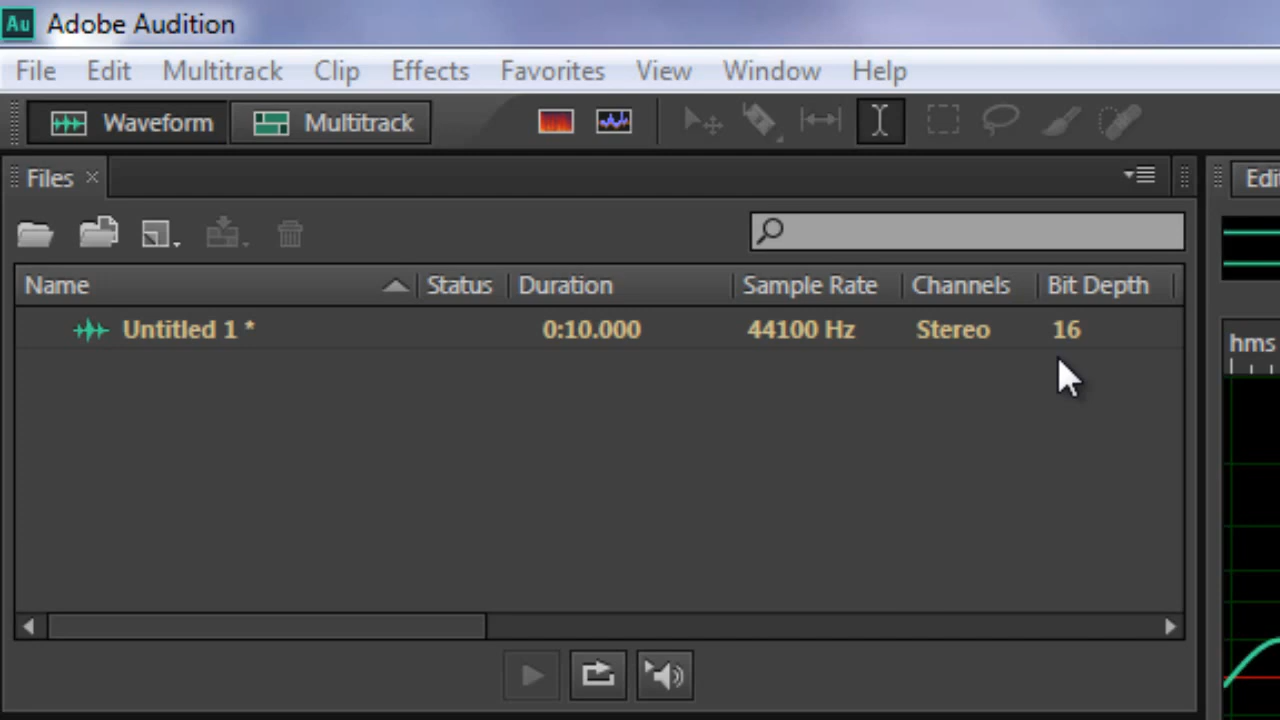 Au Adobe Audition
File Edit Multitrack Clip Effects Favorites View Window Help
Waveform Multitrack
Files
Name Status Duration Sample Rate Channels Bit Depth
Untitled 1 * 0:10.000 44100 Hz Stereo 16
hms